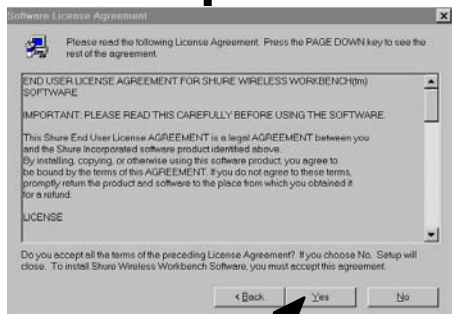 Software License Agreement
Please read the following License Agreement. Press the PAGE DOWN key to see the
rest of the agreement.
END USER LICENSE AGREEMENT FOR SHURE WIRELESS WORKBENCH(tm)
SOFTWARE
IMPORTANT: PLEASE READ THIS CAREFULLY BEFORE USING THE SOFTWARE.
This Shure End User License AGREEMENT is a legal AGREEMENT between you
and the Shure Incorporated software product identified above.
By installing, copying, or otherwise using this software product, you agree to
be bound by the terms of this AGREEMENT. If you do not agree to these terms,
promptly return the product and software to the place from which you obtained it
for a refund.
LICENSE
Do you accept all the terms of the preceding License Agreement? If you choose No, Setup will
close. To install Shure Wireless Workbench Software, you must accept this agreement.
< Back Yes No